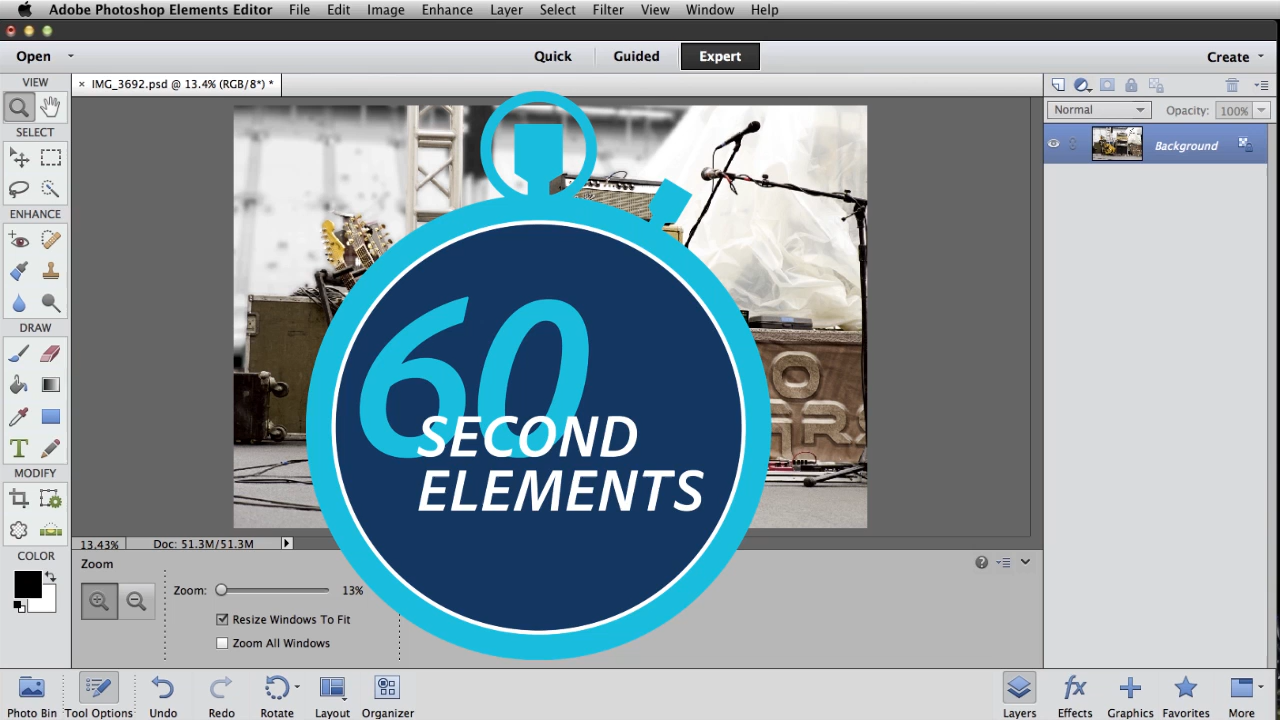 Adobe Photoshop Elements Editor File Edit Image Enhance Layer Select Filter View Window Help
Open Quick Guided Expert Create
VIEW
× IMG_3692.psd @ 13.4% (RGB/8*) *
Normal Opacity: 100%
SELECT
Background
ENHANCE
60
SECOND
ELEMENTS
DRAW
T
MODIFY
13.43% Doc: 51.3M/51.3M
COLOR
Zoom
Zoom: 13%
Resize Windows To Fit
Zoom All Windows
Photo Bin Tool Options Undo Redo Rotate Layout Organizer
fx
Layers Effects Graphics Favorites More